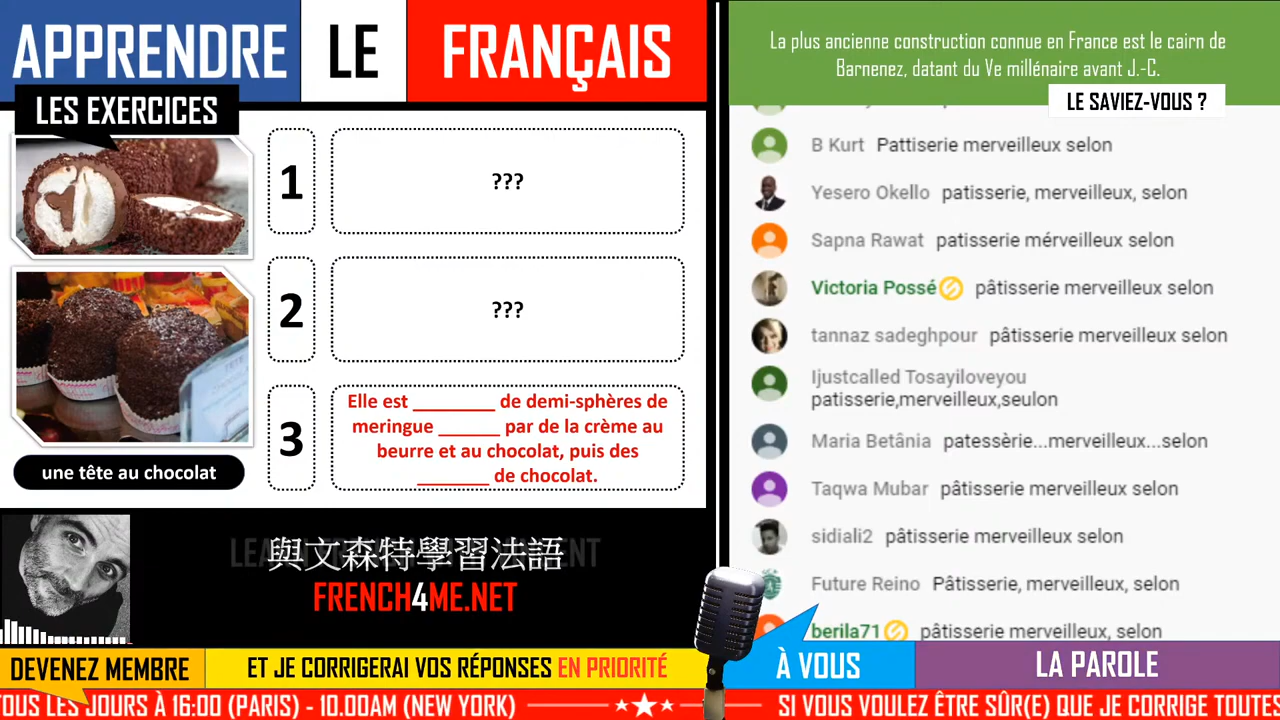 APPRENDRE LE FRANÇAIS
LES EXERCICES
1
???
2
???
3
Elle est ________ de demi-sphères de
meringue ______ par de la crème au
beurre et au chocolat, puis des
_______ de chocolat.
une tête au chocolat
與文森特學習法語
FRENCH4ME.NET
DEVENEZ MEMBRE
ET JE CORRIGERAI VOS RÉPONSES EN PRIORITÉ
La plus ancienne construction connue en France est le cairn de
Barnenez, datant du Ve millénaire avant J.-C.
LE SAVIEZ-VOUS ?
B Kurt Pattiserie merveilleux selon
Yesero Okello patisserie, merveilleux, selon
Sapna Rawat patisserie mérveilleux selon
Victoria Possé pâtisserie merveilleux selon
tannaz sadeghpour pâtisserie merveilleux selon
Ijustcalled Tosayiloveyou
patisserie,merveilleux,seulon
Maria Betânia patessèrie...merveilleux...selon
Taqwa Mubar pâtisserie merveilleux selon
sidiali2 pâtisserie merveilleux selon
Future Reino Pâtisserie, merveilleux, selon
berila71 pâtisserie merveilleux, selon
À VOUS LA PAROLE
TOUS LES JOURS À 16:00 (PARIS) - 10.00AM (NEW YORK) SI VOUS VOULEZ ÊTRE SÛR(E) QUE JE CORRIGE TOUTES